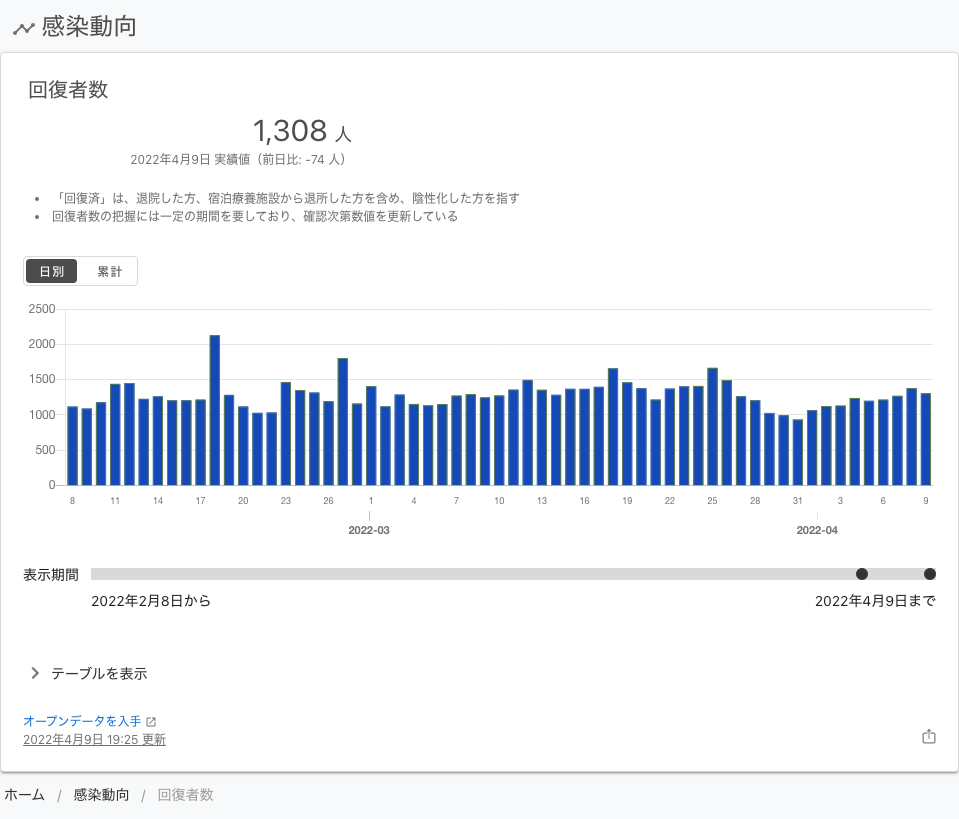 感染動向
回復者数
1,308 人
2022年4月9日 実績値（前日比: -74 人）
• 「回復済」は、退院した方、宿泊療養施設から退所した方を含め、陰性化した方を指す
• 回復者数の把握には一定の期間を要しており、確認次第数値を更新している
日別 累計
2500
2000
1500
1000
500
0
8 11 14 17 20 23 26 1 4 7 10 13 16 19 22 25 28 31 3 6 9
2022-03 2022-04
表示期間
2022年2月8日から 2022年4月9日まで
テーブルを表示
オープンデータを入手
2022年4月9日 19:25 更新
ホーム / 感染動向 / 回復者数